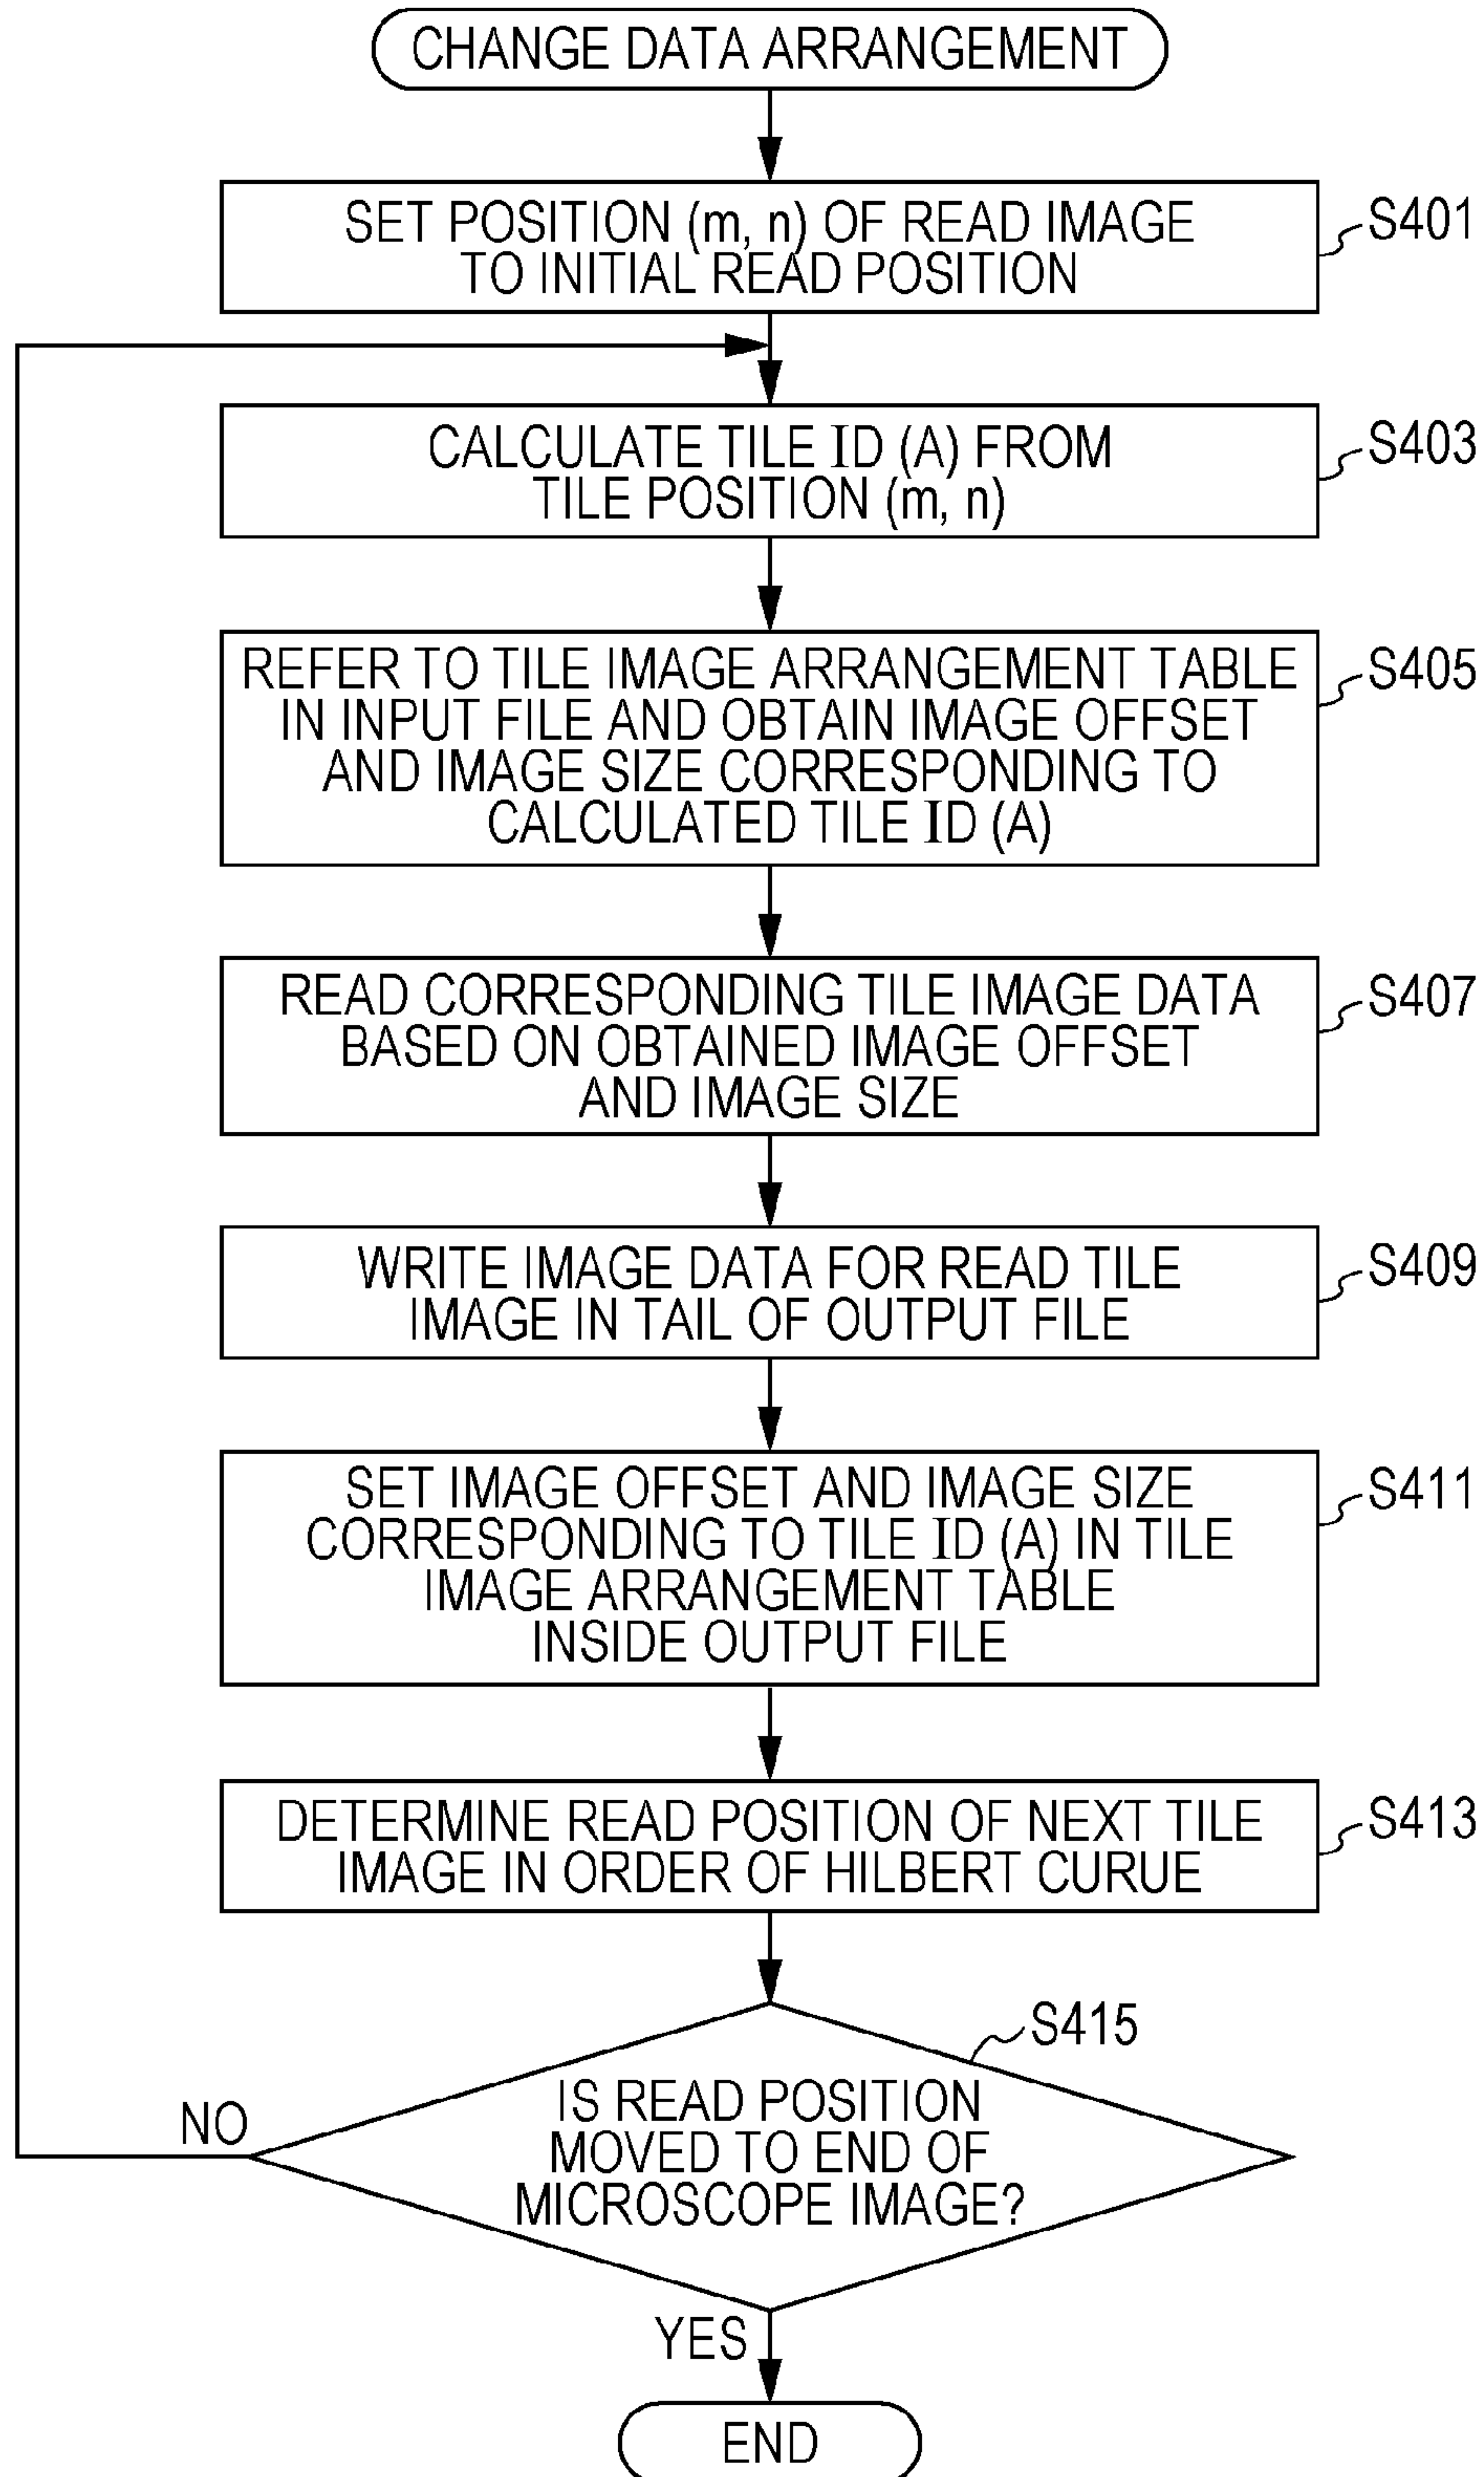 CHANGE DATA ARRANGEMENT
SET POSITION (m, n) OF READ IMAGE
TO INITIAL READ POSITION
S401
CALCULATE TILE ID (A) FROM
TILE POSITION (m, n)
S403
REFER TO TILE IMAGE ARRANGEMENT TABLE
IN INPUT FILE AND OBTAIN IMAGE OFFSET
AND IMAGE SIZE CORRESPONDING TO
CALCULATED TILE ID (A)
S405
READ CORRESPONDING TILE IMAGE DATA
BASED ON OBTAINED IMAGE OFFSET
AND IMAGE SIZE
S407
WRITE IMAGE DATA FOR READ TILE
IMAGE IN TAIL OF OUTPUT FILE
S409
SET IMAGE OFFSET AND IMAGE SIZE
CORRESPONDING TO TILE ID (A) IN TILE
IMAGE ARRANGEMENT TABLE
INSIDE OUTPUT FILE
S411
DETERMINE READ POSITION OF NEXT TILE
IMAGE IN ORDER OF HILBERT CURUE
S413
S415
IS READ POSITION
MOVED TO END OF
MICROSCOPE IMAGE?
NO
YES
END